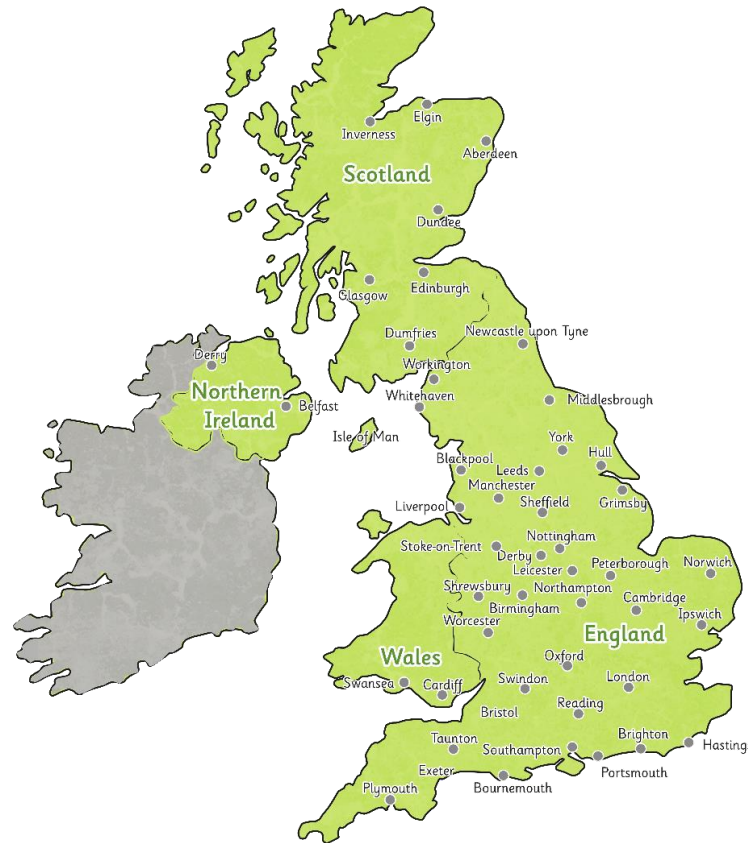 Elgin
Inverness
Aberdeen
Scotland
Dundee
Glasgow
Edinburgh
Dumfries
Newcastle upon Tyne
Derry
Workington
Northern
Ireland
Whitehaven
Belfast
Middlesbrough
Isle of Man
York
Hull
Blackpool
Leeds
Manchester
Sheffield
Grimsby
Liverpool
Nottingham
Stoke-on-Trent
Derby
Peterborough
Norwich
Leicester
Shrewsbury
Northampton
Birmingham
Cambridge
Ipswich
Worcester
England
Wales
Oxford
Swansea
Cardiff
Swindon
London
Reading
Bristol
Taunton
Southampton
Brighton
Hasting
Exeter
Portsmouth
Plymouth
Bournemouth